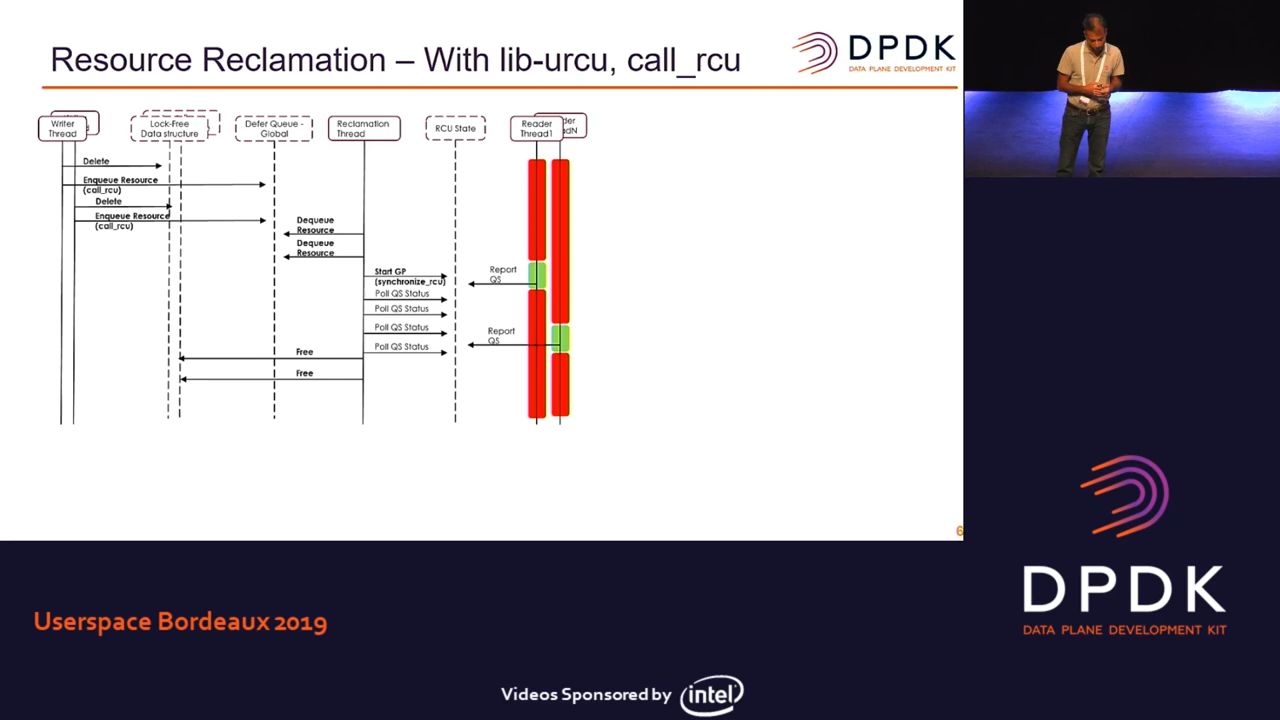 Resource Reclamation – With lib-urcu, call_rcu
DPDK
DATA PLANE DEVELOPMENT KIT
Writer
Thread
Lock-Free
Data structure
Defer Queue -
Global
Reclamation
Thread
RCU State
Reader
Thread1
Delete
Enqueue Resource
(call_rcu)
Delete
Enqueue Resource
(call_rcu)
Dequeue
Resource
Dequeue
Resource
Start GP
(synchronize_rcu)
Report
QS
Poll QS Status
Poll QS Status
Poll QS Status
Report
QS
Poll QS Status
Free
Free
6
DPDK
DATA PLANE DEVELOPMENT KIT
Userspace Bordeaux 2019
Videos Sponsored by intel